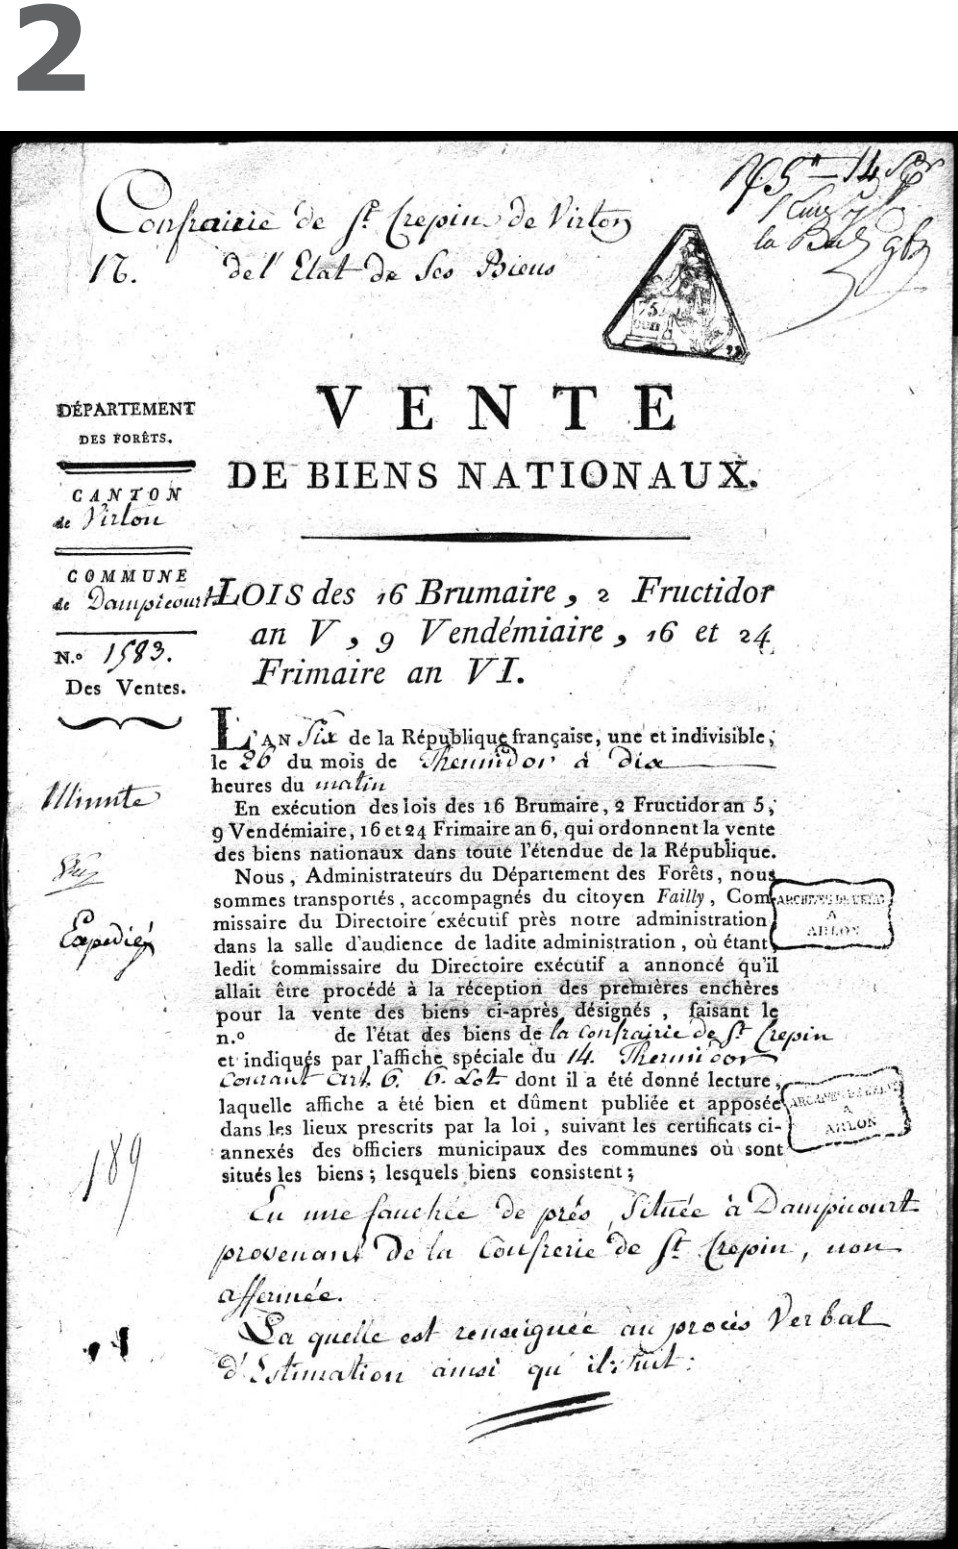 2
Confrairie de St Crepin de Virton
de l'Etat de ses Biens
75
VENTE
DE BIENS NATIONAUX.
DÉPARTEMENT
DES FORÊTS.
CANTON
de Virton
COMMUNE
de Dampicourt
N.º 1583.
Des Ventes.
LOIS des 16 Brumaire, 2 Fructidor
an V, 9 Vendémiaire, 16 et 24
Frimaire an VI.
L'AN Six de la République française, une et indivisible,
le 26 du mois de Thermidor à dix
heures du matin
En exécution des lois des 16 Brumaire, 2 Fructidor an 5,
9 Vendémiaire, 16 et 24 Frimaire an 6, qui ordonnent la vente
des biens nationaux dans toute l'étendue de la République.
Nous, Administrateurs du Département des Forêts, nous
sommes transportés, accompagnés du citoyen Failly, Com-
missaire du Directoire exécutif près notre administration
dans la salle d'audience de ladite administration, où étant
ledit commissaire du Directoire exécutif a annoncé qu'il
allait être procédé à la réception des premières enchères
pour la vente des biens ci-après désignés, faisant le
n.º de l'état des biens de la Confrairie de St Crepin
et indiqués par l'affiche spéciale du 14. Thermidor
Courant Art. 6. 6. Lot dont il a été donné lecture,
laquelle affiche a été bien et dûment publiée et apposée
dans les lieux prescrits par la loi, suivant les certificats ci-
annexés des officiers municipaux des communes où sont
situés les biens; lesquels biens consistent;
En une fauchée de prés, Située à Dampicourt
provenant de la Confrerie de St Crepin, non
affermée.
La quelle est renseignée au procès Verbal
d'Estimation ainsi qu'il suit:
Minute
Expedié
189
ARCHIVES DE L'ETAT
A
ARLON
ARCHIVES DE L'ETAT
A
ARLON